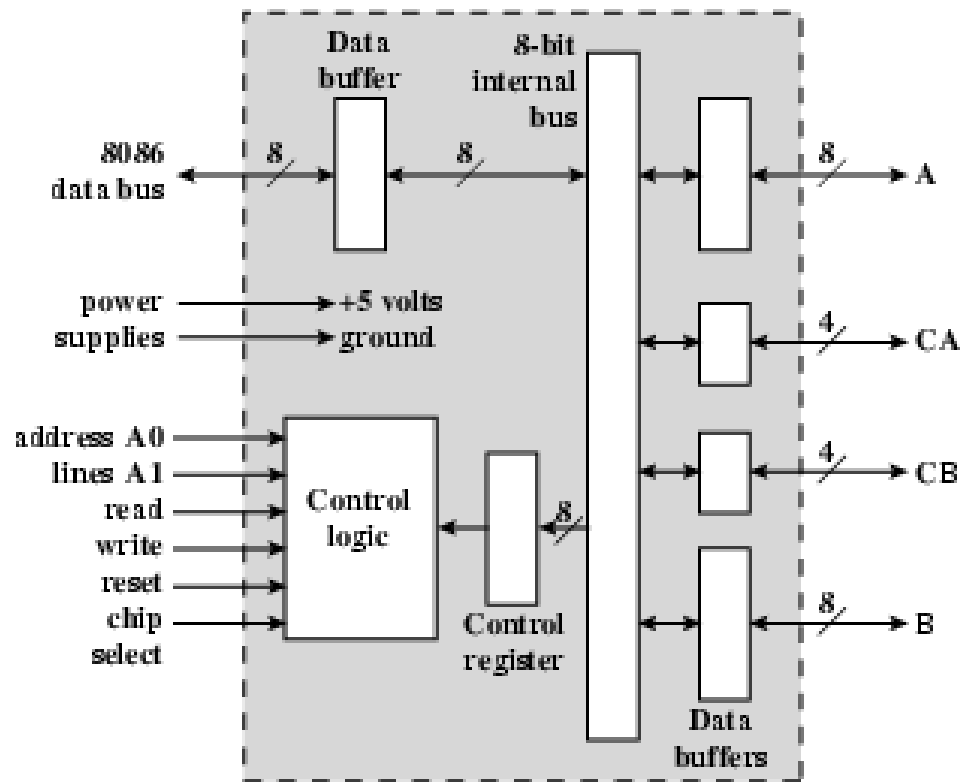 Data
buffer
8-bit
internal
bus
8086
data bus
8
8
8
A
power
supplies
+5 volts
ground
4
CA
address A0
lines A1
read
write
reset
chip
select
Control
logic
8
Control
register
4
CB
8
B
Data
buffers